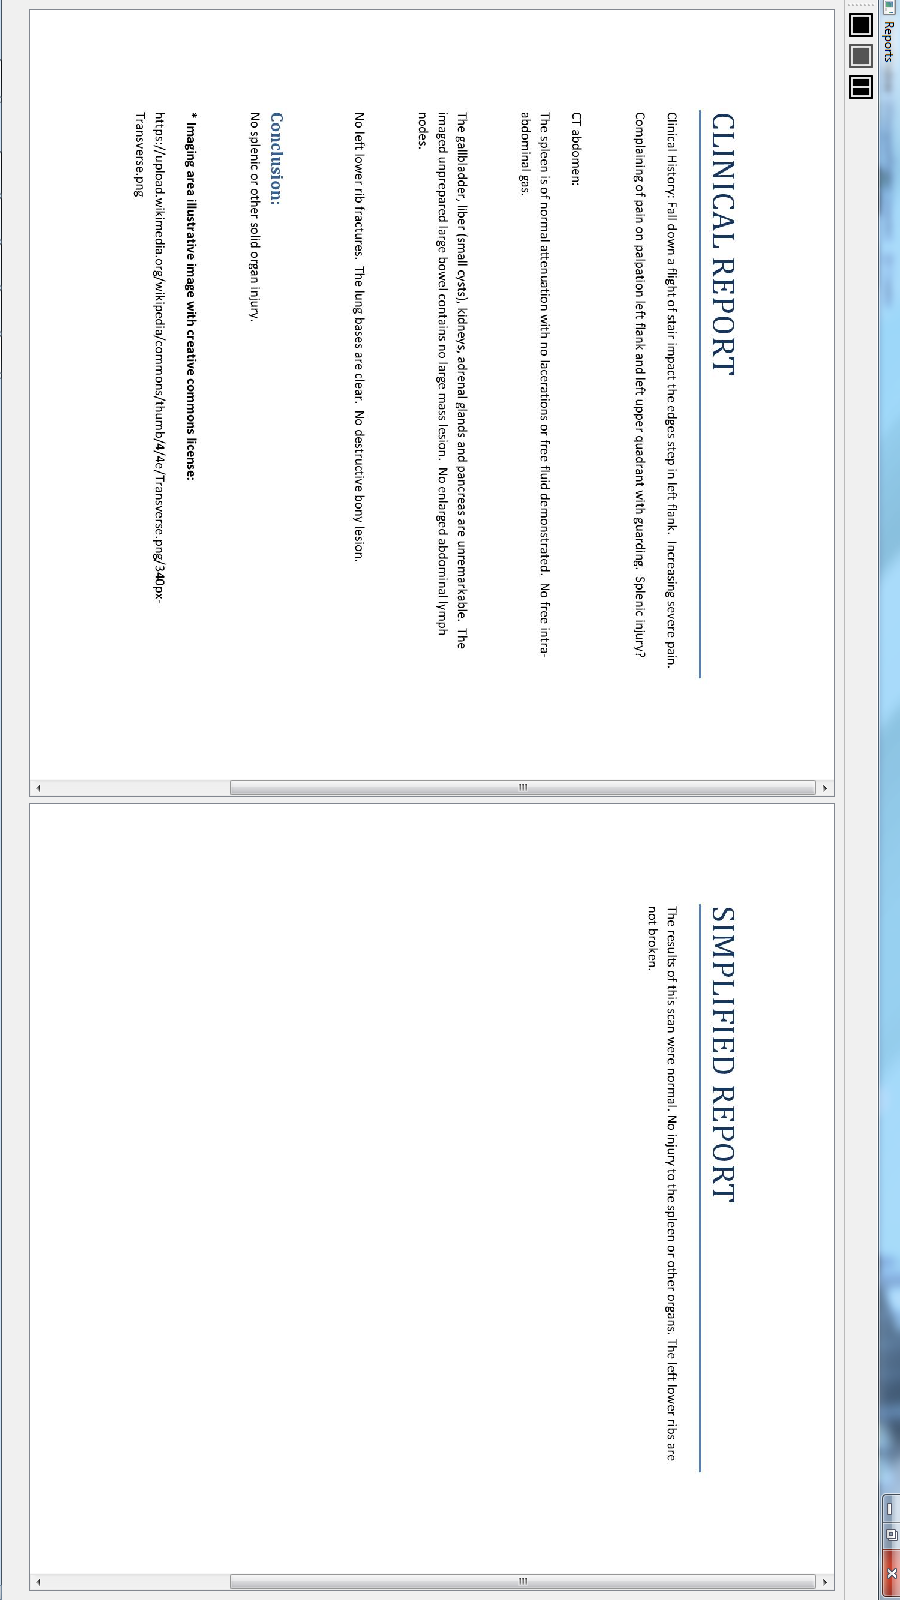 Reports
CLINICAL REPORT
Clinical History: Fall down a flight of stair impact the edges step in left flank.  Increasing severe pain.
Complaining of pain on palpation left flank and left upper quadrant with guarding.  Splenic injury?
CT abdomen:
The spleen is of normal attenuation with no lacerations or free fluid demonstrated.  No free intra-
abdominal gas.
The gallbladder, liber (small cysts), kidneys, adrenal glands and pancreas are unremarkable.  The
imaged unprepared large bowel contains no large mass lesion.  No enlarged abdominal lymph
nodes.
No left lower rib fractures.  The lung bases are clear.  No destructive bony lesion.
Conclusion:
No splenic or other solid organ injury.
* Imaging area illustrative image with creative commons license:
https://upload.wikimedia.org/wikipedia/commons/thumb/4/4e/Transverse.png/340px-
Transverse.png
SIMPLIFIED REPORT
The results of this scan were normal. No injury to the spleen or other organs. The left lower ribs are
not broken.